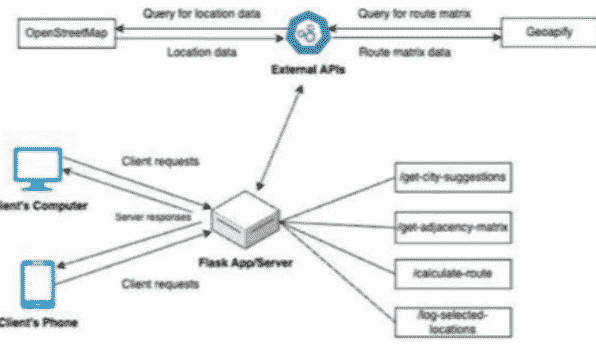 Query for location data
Query for route matrix
OpenStreetMap
Geoapify
Location data
Route matrix data
External APIs
Client requests
/get-city-suggestions
lient's Computer
Server responses
/get-adjacency-matrix
Flask App/Server
/calculate-route
Client requests
/log-selected-
locations
Client's Phone